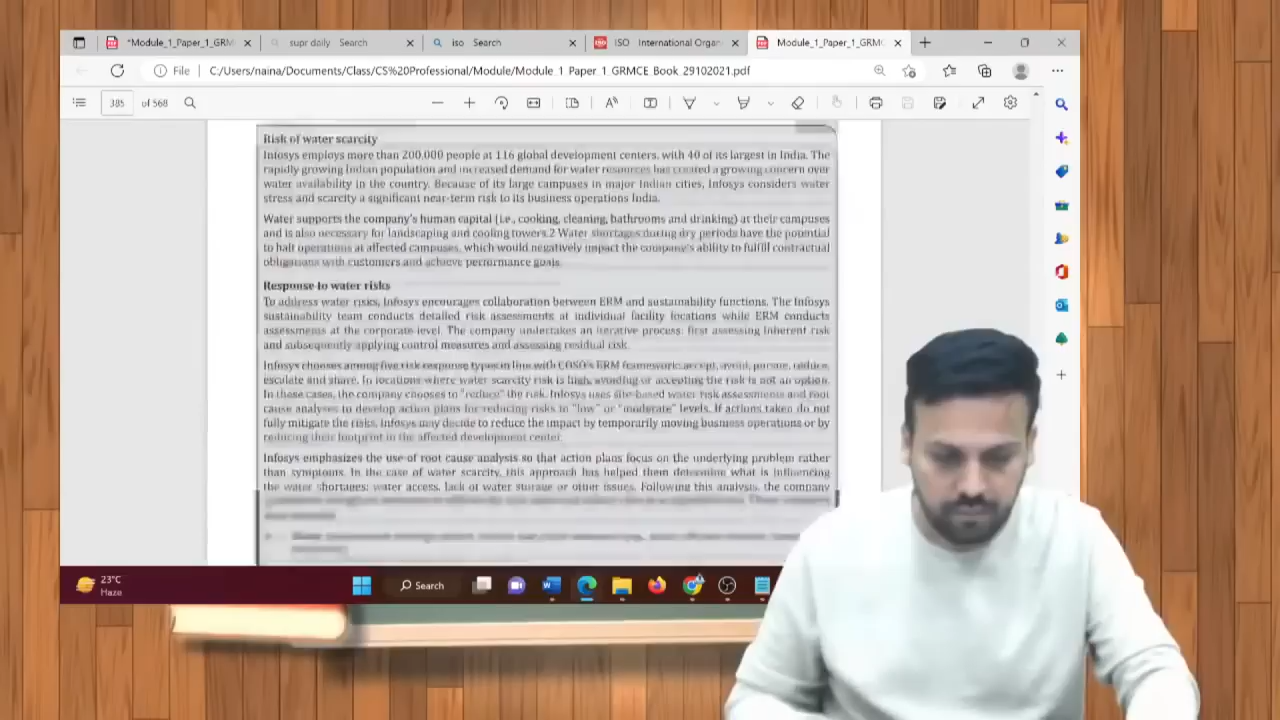 *Module_1_Paper_1_GRM
supr daily Search
iso Search
ISO International Orga
Module_1_Paper_1_GRMC
File
C:/Users/naina/Documents/Class/CS%20Professional/Module/Module_1_Paper_1_GRMCE_Book_29102021.pdf
385 of 568
Risk of water scarcity
Infosys employs more than 200,000 people at 116 global development centers, with 40 of its largest in India. The
rapidly growing Indian population and increased demand for water resources has created a growing concern over
water availability in the country. Because of its large campuses in major Indian cities, Infosys considers water
stress and scarcity a significant near-term risk to its business operations India.
Water supports the company's human capital (i.e., cooking, cleaning, bathrooms and drinking) at their campuses
and is also necessary for landscaping and cooling towers.2 Water shortages during dry periods have the potential
to halt operations at affected campuses, which would negatively impact the company's ability to fulfill contractual
obligations with customers and achieve performance goals.
Response to water risks
To address water risks, Infosys encourages collaboration between ERM and sustainability functions. The Infosys
sustainability team conducts detailed risk assessments at individual facility locations while ERM conducts
assessments at the corporate-level. The company undertakes an iterative process: first assessing inherent risk
and subsequently applying control measures and assessing residual risk.
Infosys chooses among five risk response types in line with COSO's ERM framework: accept, avoid, pursue, reduce,
escalate and share. In locations where water scarcity risk is high, avoiding or accepting the risk is not an option.
In these cases, the company chooses to "reduce" the risk. Infosys uses site-based water risk assessments and root
cause analyses to develop action plans for reducing risks to "low" or "moderate" levels. If actions taken do not
fully mitigate the risks, Infosys may decide to reduce the impact by temporarily moving business operations or by
reducing their footprint in the affected development center.
Infosys emphasizes the use of root cause analysis so that action plans focus on the underlying problem rather
than symptoms. In the case of water scarcity, this approach has helped them determine what is influencing
the water shortages: water access, lack of water storage or other issues. Following this analysis, the company
23°C
Haze
Search